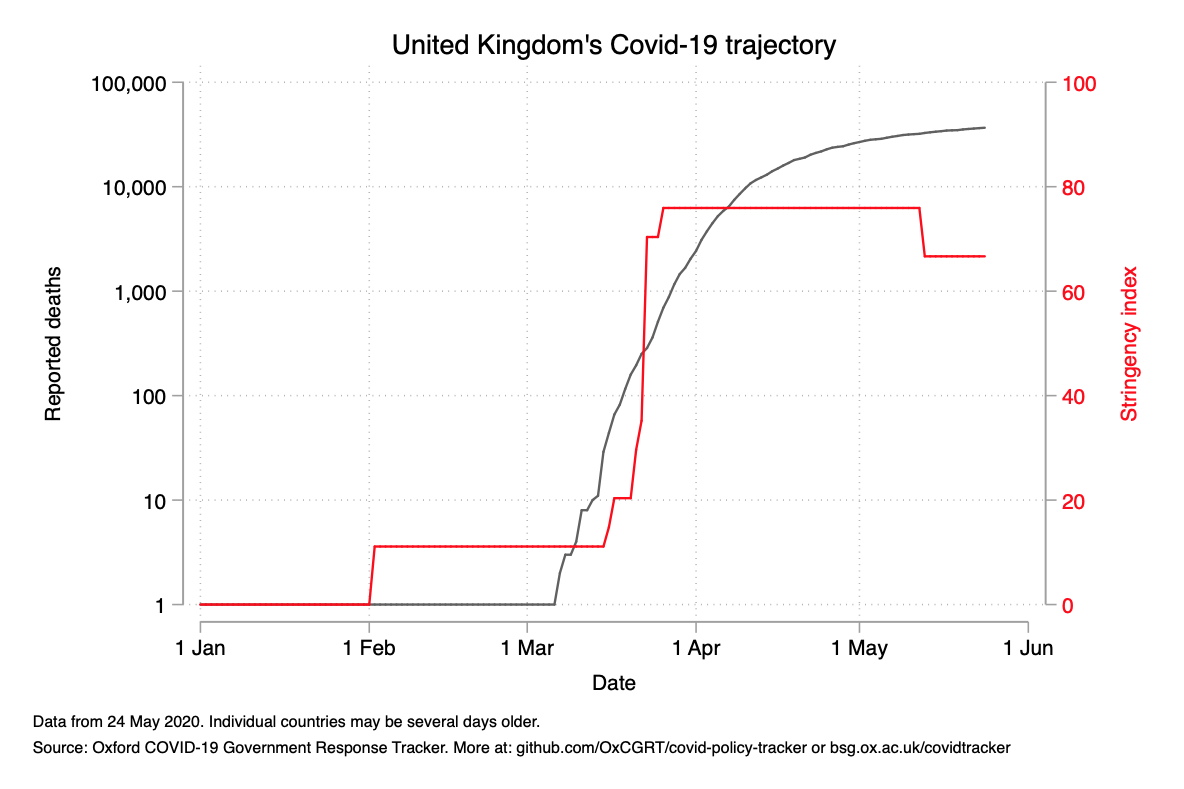 United Kingdom's Covid-19 trajectory
100,000
10,000
1,000
100
10
1
Reported deaths
100
80
60
40
20
0
Stringency index
1 Jan 1 Feb 1 Mar 1 Apr 1 May 1 Jun
Date
Data from 24 May 2020. Individual countries may be several days older.
Source: Oxford COVID-19 Government Response Tracker. More at: github.com/OxCGRT/covid-policy-tracker or bsg.ox.ac.uk/covidtracker